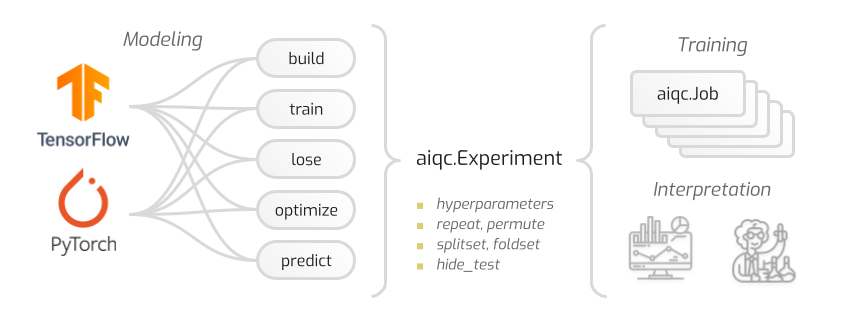 Modeling
TensorFlow
PyTorch
build
train
lose
optimize
predict
aiqc.Experiment
hyperparameters
repeat, permute
splitset, foldset
hide_test
Training
aiqc.Job
Interpretation